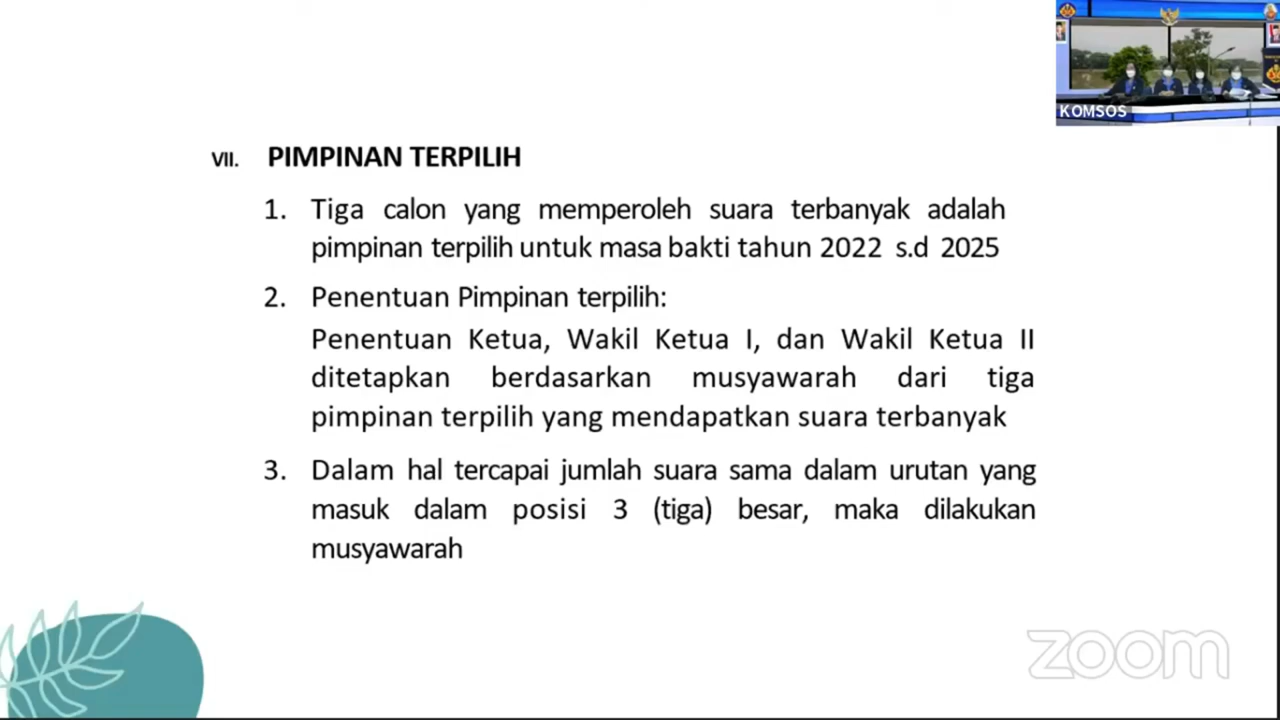 KOMSOS
VII. PIMPINAN TERPILIH
1. Tiga calon yang memperoleh suara terbanyak adalah
pimpinan terpilih untuk masa bakti tahun 2022 s.d 2025
2. Penentuan Pimpinan terpilih:
Penentuan Ketua, Wakil Ketua I, dan Wakil Ketua II
ditetapkan berdasarkan musyawarah dari tiga
pimpinan terpilih yang mendapatkan suara terbanyak
3. Dalam hal tercapai jumlah suara sama dalam urutan yang
masuk dalam posisi 3 (tiga) besar, maka dilakukan
musyawarah
zoom